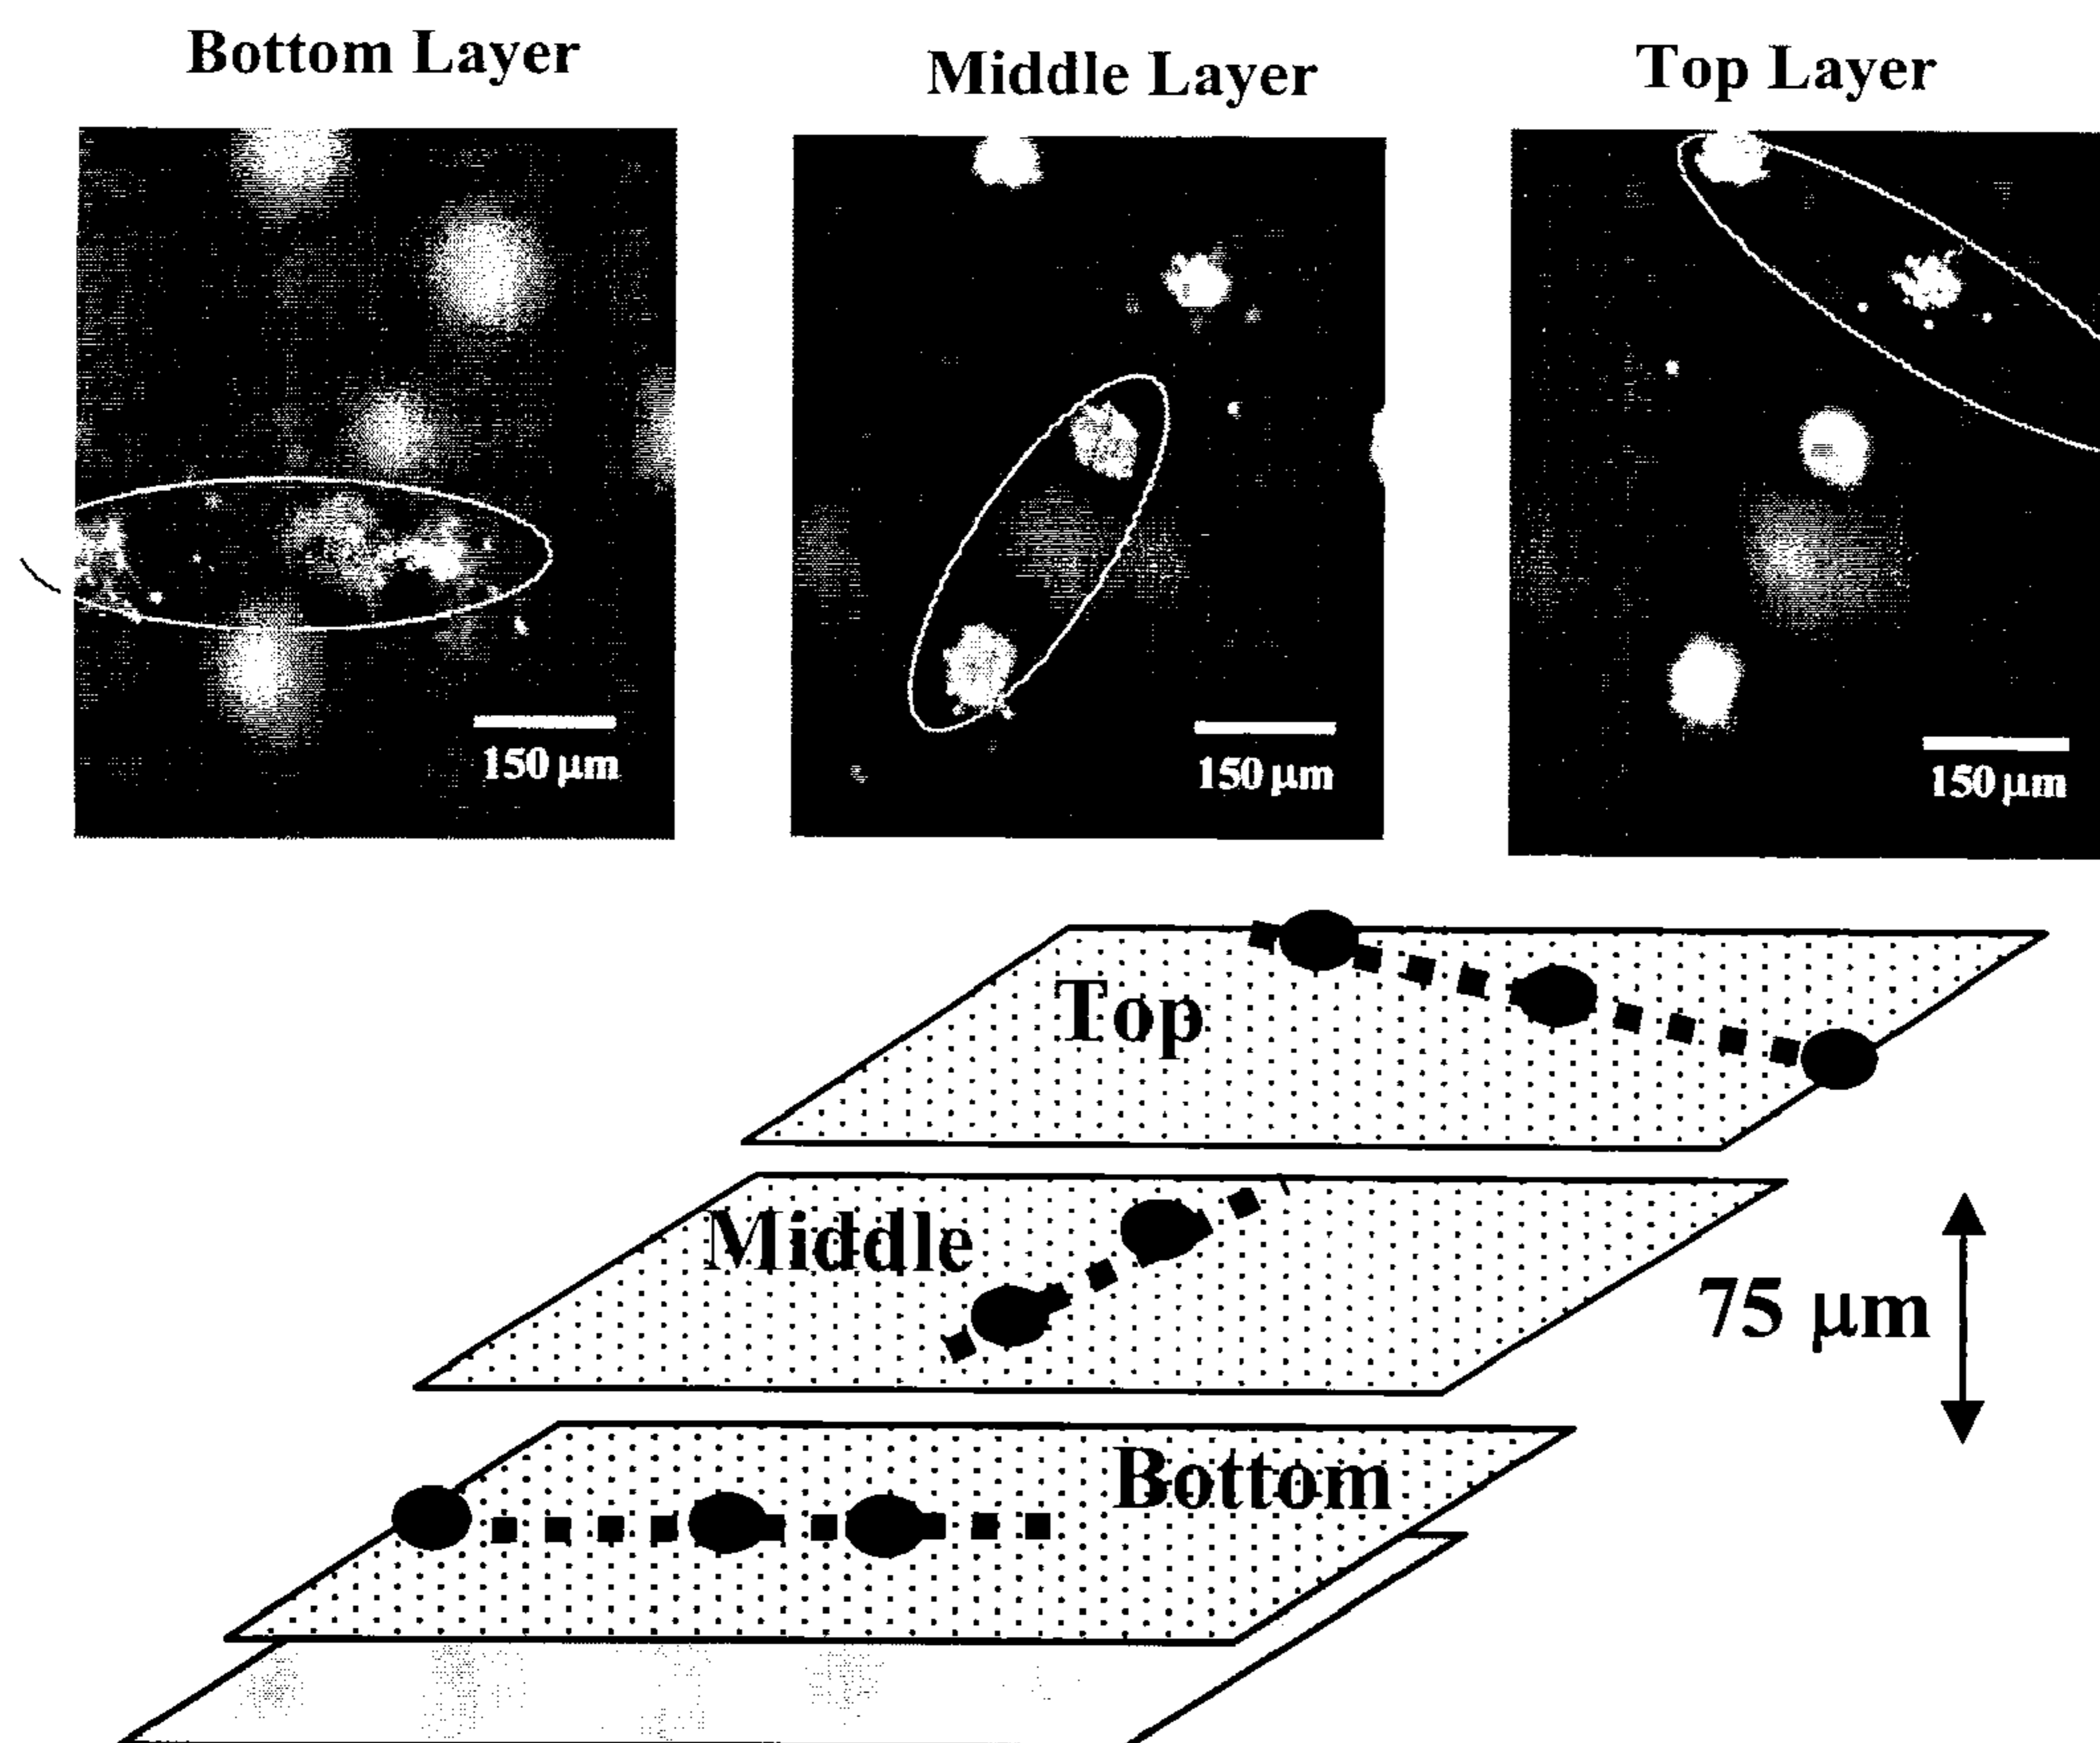 Bottom Layer
Middle Layer
Top Layer
150 µm
150 µm
150 µm
Top
Middle
75 µm
Bottom